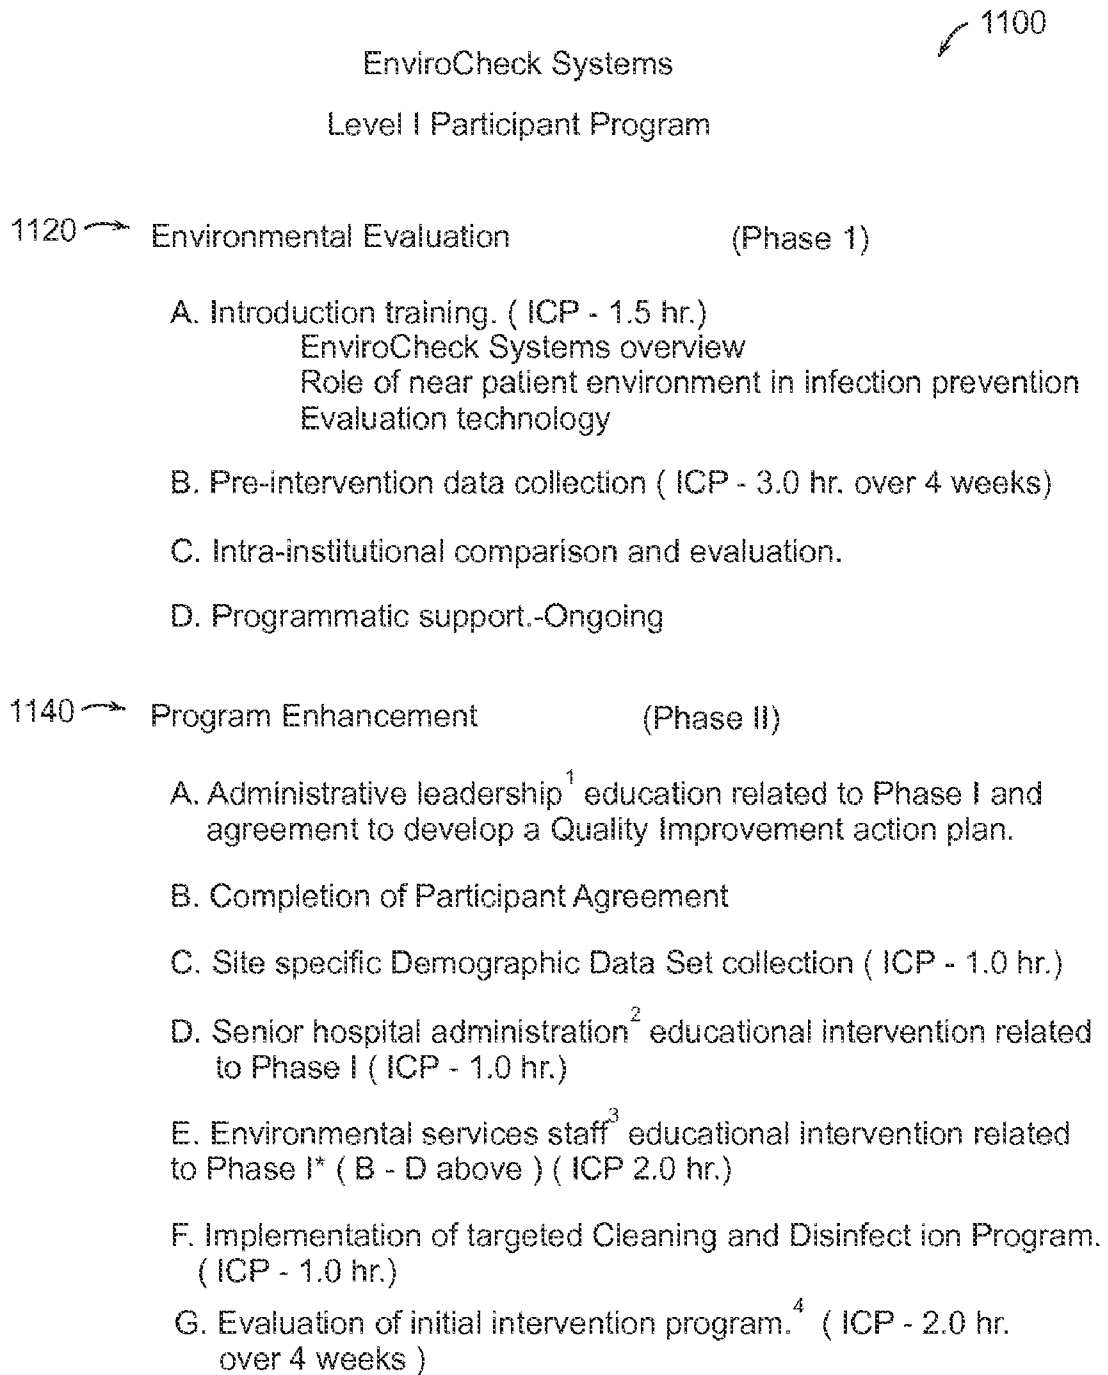 1100
EnviroCheck Systems
Level I Participant Program
1120 Environmental Evaluation (Phase 1)
A. Introduction training. ( ICP - 1.5 hr.)
EnviroCheck Systems overview
Role of near patient environment in infection prevention
Evaluation technology
B. Pre-intervention data collection ( ICP - 3.0 hr. over 4 weeks)
C. Intra-institutional comparison and evaluation.
D. Programmatic support.-Ongoing
1140 Program Enhancement (Phase II)
A. Administrative leadership1 education related to Phase I and
agreement to develop a Quality Improvement action plan.
B. Completion of Participant Agreement
C. Site specific Demographic Data Set collection ( ICP - 1.0 hr.)
D. Senior hospital administration2 educational intervention related
to Phase I ( ICP - 1.0 hr.)
E. Environmental services staff3 educational intervention related
to Phase I* ( B - D above ) ( ICP 2.0 hr.)
F. Implementation of targeted Cleaning and Disinfect ion Program.
( ICP - 1.0 hr.)
G. Evaluation of initial intervention program.4 ( ICP - 2.0 hr.
over 4 weeks )